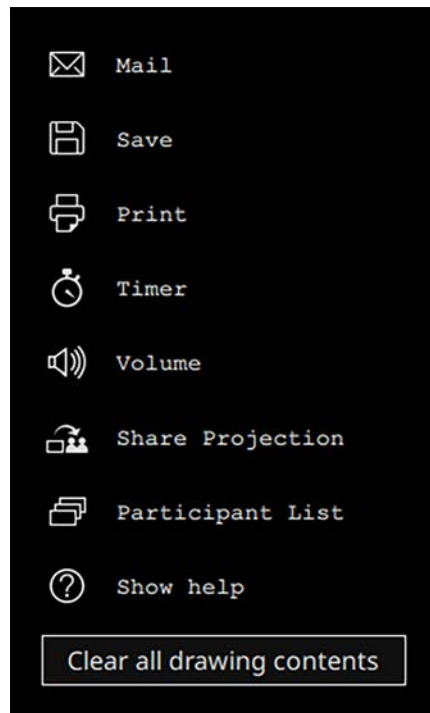 Mail
Save
Print
Timer
Volume
Share Projection
Participant List
Show help
Clear all drawing contents